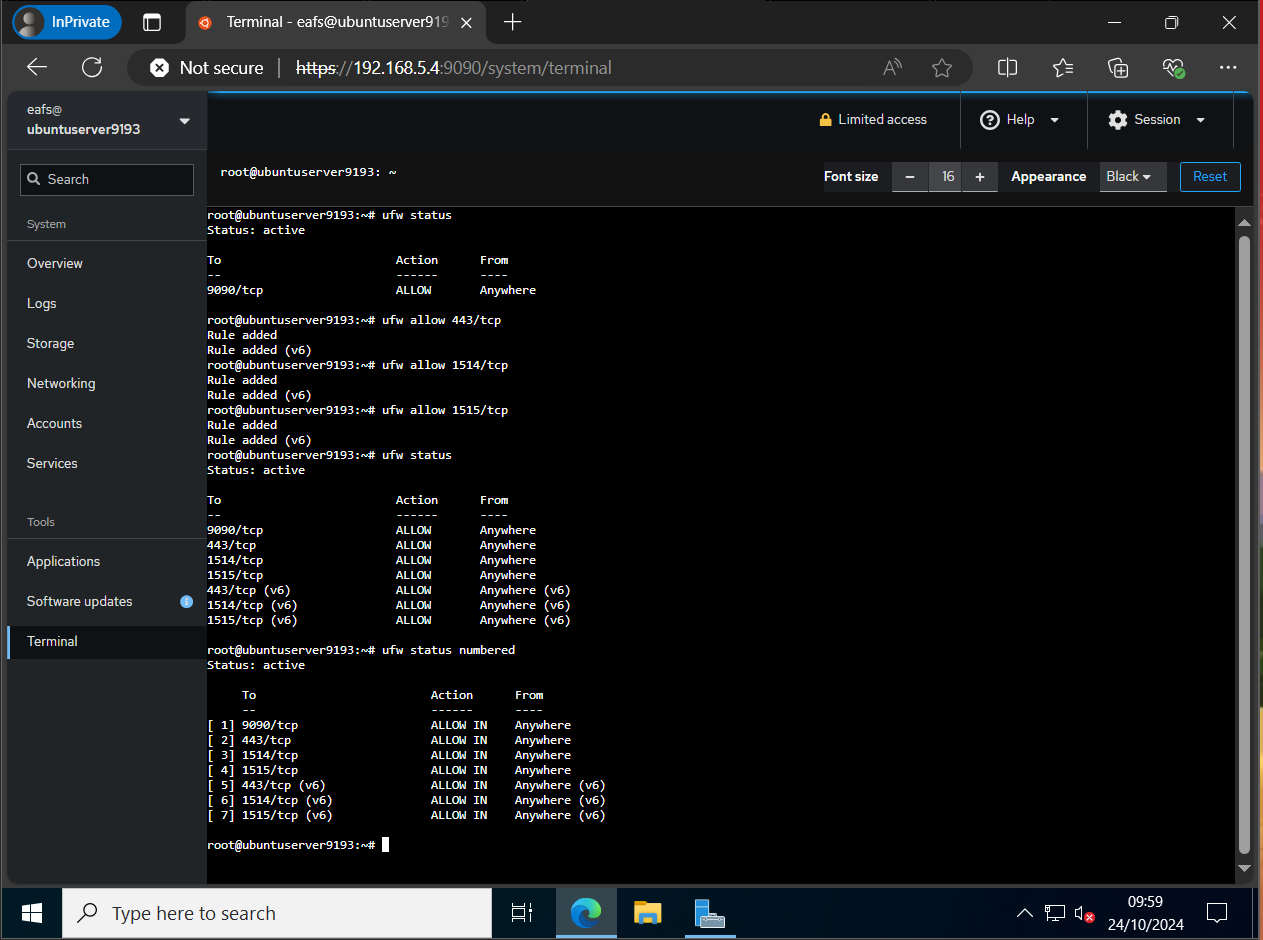 InPrivate
Terminal - eafs@ubuntuserver919
Not secure
https://192.168.5.4:9090/system/terminal
eafs@
ubuntuserver9193
Limited access
Help
Session
Search
root@ubuntuserver9193: ~
Font size
16
Appearance
Black
Reset
System
Overview
Logs
Storage
Networking
Accounts
Services
Tools
Applications
Software updates
Terminal
root@ubuntuserver9193:~# ufw status
Status: active
To Action From
-- ------ ----
9090/tcp ALLOW Anywhere
root@ubuntuserver9193:~# ufw allow 443/tcp
Rule added
Rule added (v6)
root@ubuntuserver9193:~# ufw allow 1514/tcp
Rule added
Rule added (v6)
root@ubuntuserver9193:~# ufw allow 1515/tcp
Rule added
Rule added (v6)
root@ubuntuserver9193:~# ufw status
Status: active
To Action From
-- ------ ----
9090/tcp ALLOW Anywhere
443/tcp ALLOW Anywhere
1514/tcp ALLOW Anywhere
1515/tcp ALLOW Anywhere
443/tcp (v6) ALLOW Anywhere (v6)
1514/tcp (v6) ALLOW Anywhere (v6)
1515/tcp (v6) ALLOW Anywhere (v6)
root@ubuntuserver9193:~# ufw status numbered
Status: active
To Action From
-- ------ ----
[ 1] 9090/tcp ALLOW IN Anywhere
[ 2] 443/tcp ALLOW IN Anywhere
[ 3] 1514/tcp ALLOW IN Anywhere
[ 4] 1515/tcp ALLOW IN Anywhere
[ 5] 443/tcp (v6) ALLOW IN Anywhere (v6)
[ 6] 1514/tcp (v6) ALLOW IN Anywhere (v6)
[ 7] 1515/tcp (v6) ALLOW IN Anywhere (v6)
root@ubuntuserver9193:~#
Type here to search
09:59
24/10/2024